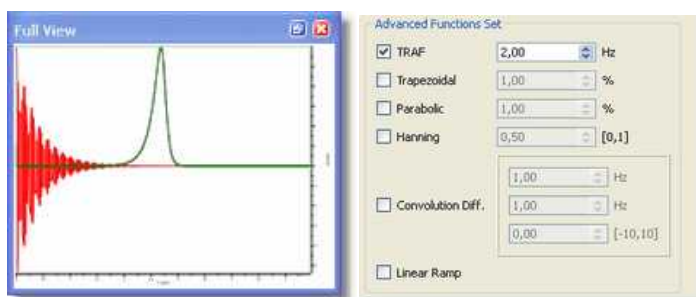 Full View
Advanced Functions Set
TRAF 2,00 Hz
Trapezoidal 1,00 %
Parabolic 1,00 %
Hanning 0,50 [0,1]
1,00 Hz
Convolution Diff. 1,00 Hz
0,00 [-10,10]
Linear Ramp